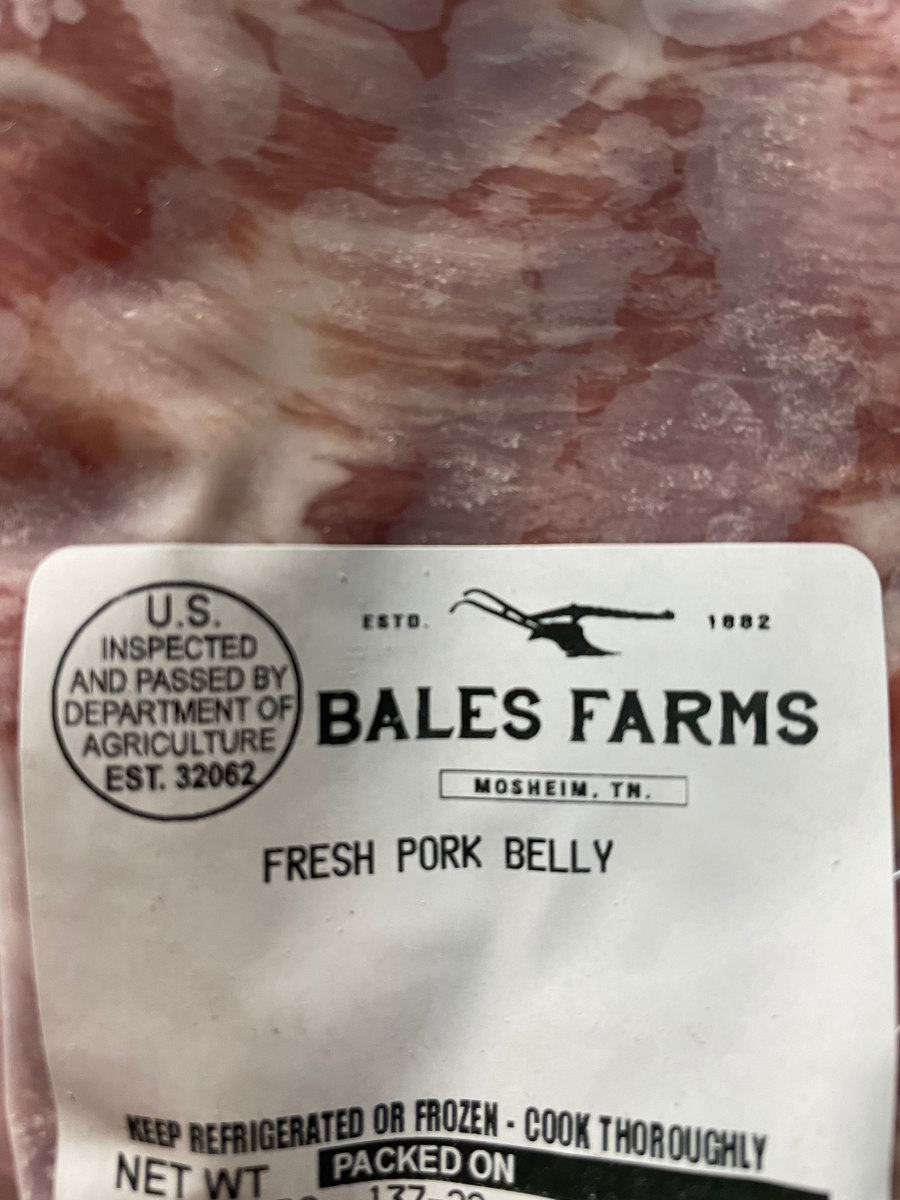 U.S.
INSPECTED
AND PASSED BY
DEPARTMENT OF
AGRICULTURE
EST. 32062
ESTD. 1882
BALES FARMS
MOSHEIM, TN.
FRESH PORK BELLY
KEEP REFRIGERATED OR FROZEN - COOK THOROUGHLY
NET WT
PACKED ON